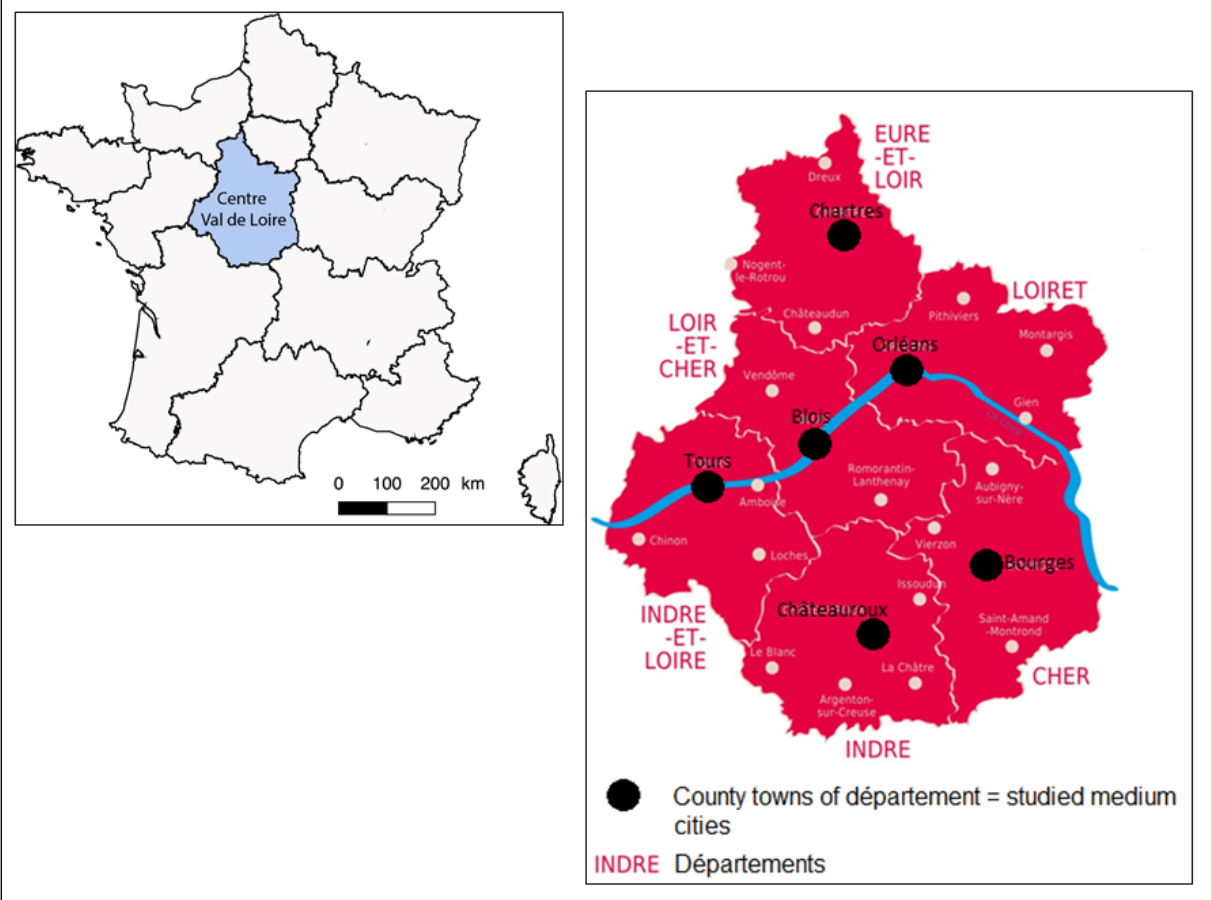 Centre
Val de Loire
0 100 200 km
EURE
-ET-
LOIR
Dreux
Chartres
Nogent-
le-Rotrou
LOIRET
Châteaudun
Pithiviers
LOIR
-ET-
CHER
Montargis
Orléans
Vendôme
Gien
Blois
Tours
Romorantin-
Lanthenay
Aubigny-
sur-Nère
Amboise
Chinon
Vierzon
Loches
Bourges
Issoudun
Châteauroux
INDRE
-ET-
LOIRE
Saint-Amand
-Montrond
Le Blanc
La Châtre
CHER
Argenton-
sur-Creuse
INDRE
County towns of département = studied medium
cities
INDRE Départements